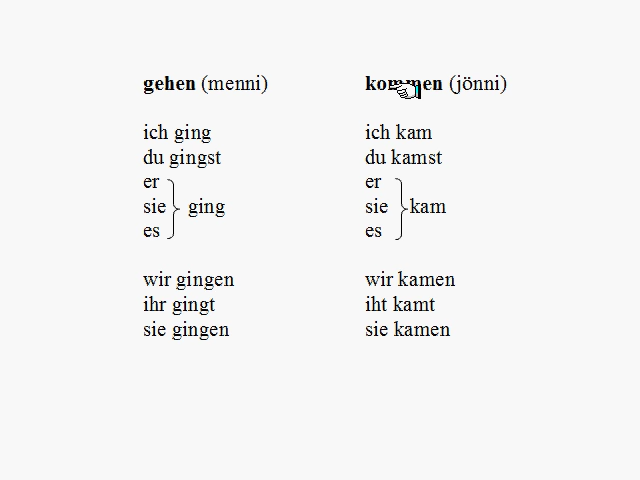 gehen (menni)
ich ging
du gingst
er
sie ging
es
wir gingen
ihr gingt
sie gingen
kommen (jönni)
ich kam
du kamst
er
sie kam
es
wir kamen
iht kamt
sie kamen